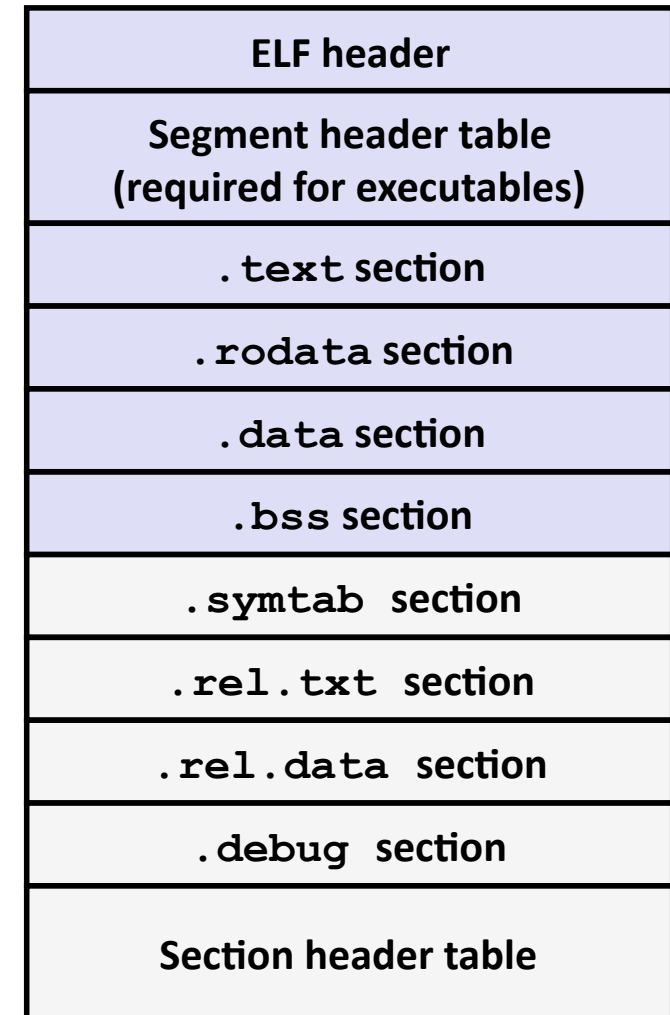 ELF header
Segment header table
(required for executables)
.text section
.rodata section
.data section
.bss section
.symtab section
.rel.txt section
.rel.data section
.debug section
Section header table